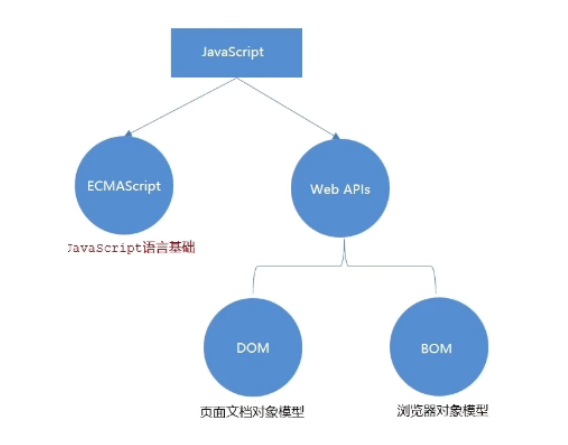 JavaScript
ECMAScript
Web APIs
JavaScript语言基础
DOM
BOM
页面文档对象模型
浏览器对象模型